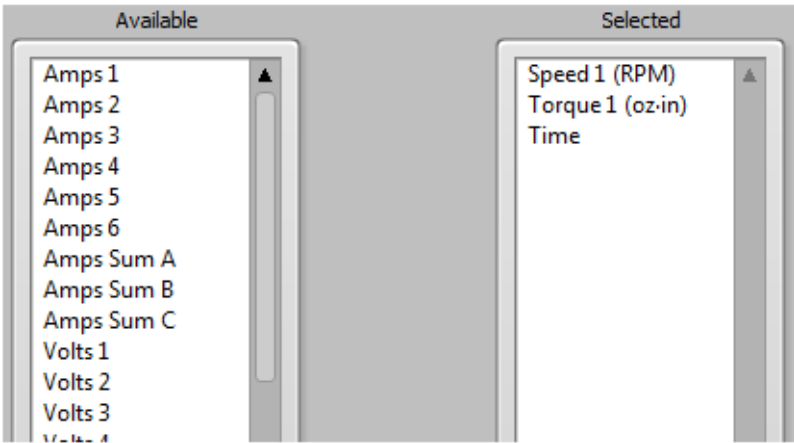 Available
Amps 1
Amps 2
Amps 3
Amps 4
Amps 5
Amps 6
Amps Sum A
Amps Sum B
Amps Sum C
Volts 1
Volts 2
Volts 3
Selected
Speed 1 (RPM)
Torque 1 (oz·in)
Time